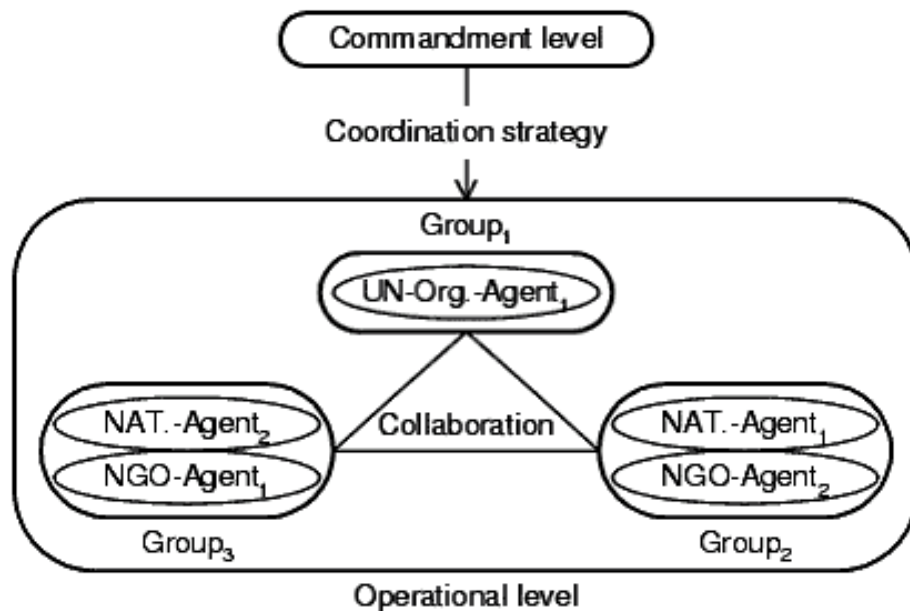 Commandment level
Coordination strategy
Group₁
UN-Org.-Agent₁
NAT.-Agent₂
Collaboration
NAT.-Agent₁
NGO-Agent₁
NGO-Agent₂
Group₃
Group₂
Operational level